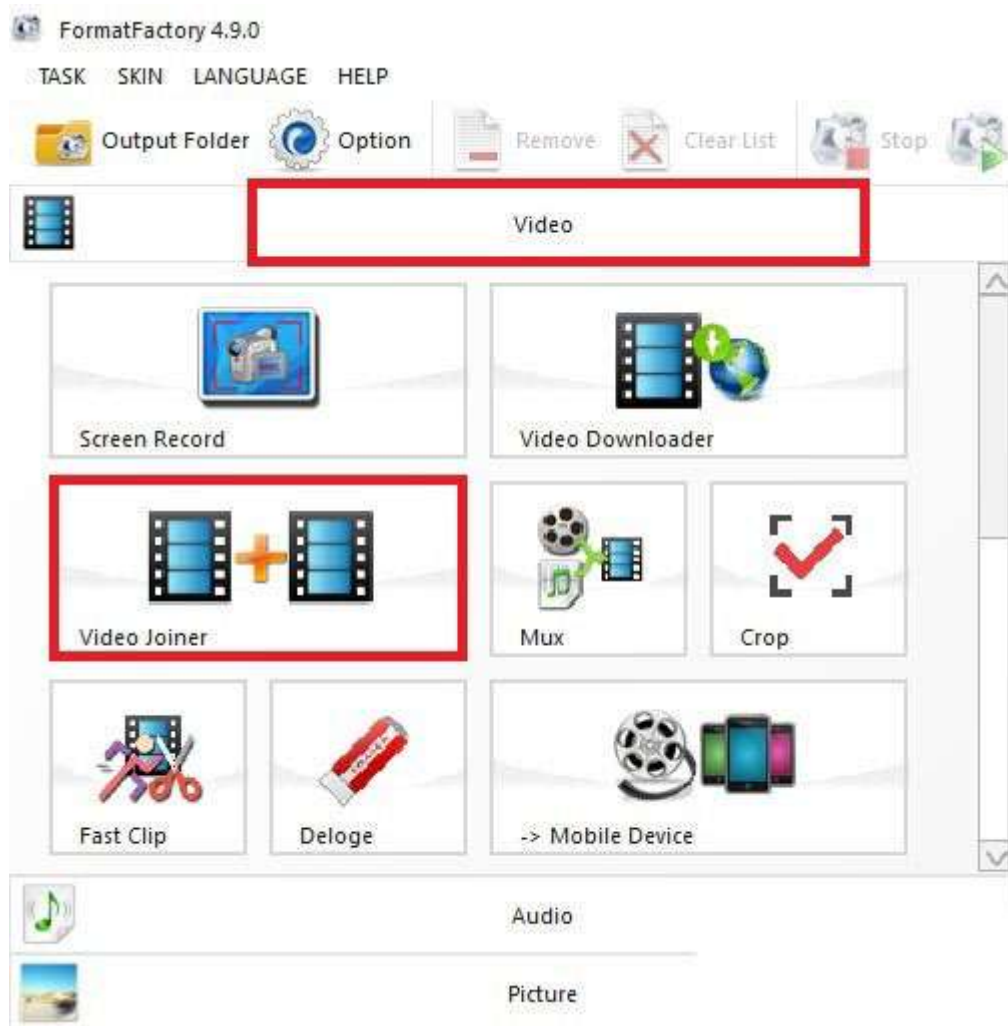 FormatFactory 4.9.0
TASK SKIN LANGUAGE HELP
Output Folder Option Remove Clear List Stop
Video
Screen Record Video Downloader
Video Joiner Mux Crop
Fast Clip Deloge -> Mobile Device
Audio
Picture